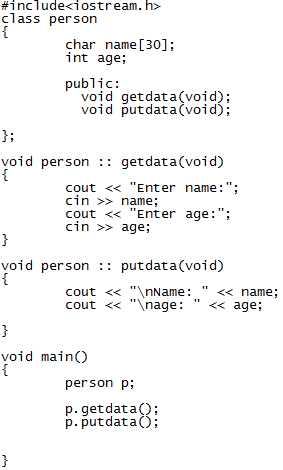 #include<iostream.h>
class person
{
        char name[30];
        int age;

        public:
          void getdata(void);
          void putdata(void);

};

void person :: getdata(void)
{
        cout << "Enter name:";
        cin >> name;
        cout << "Enter age:";
        cin >> age;
}

void person :: putdata(void)
{
        cout << "\nName: " << name;
        cout << "\nage: " << age;

}

void main()
{
        person p;

        p.getdata();
        p.putdata();


}